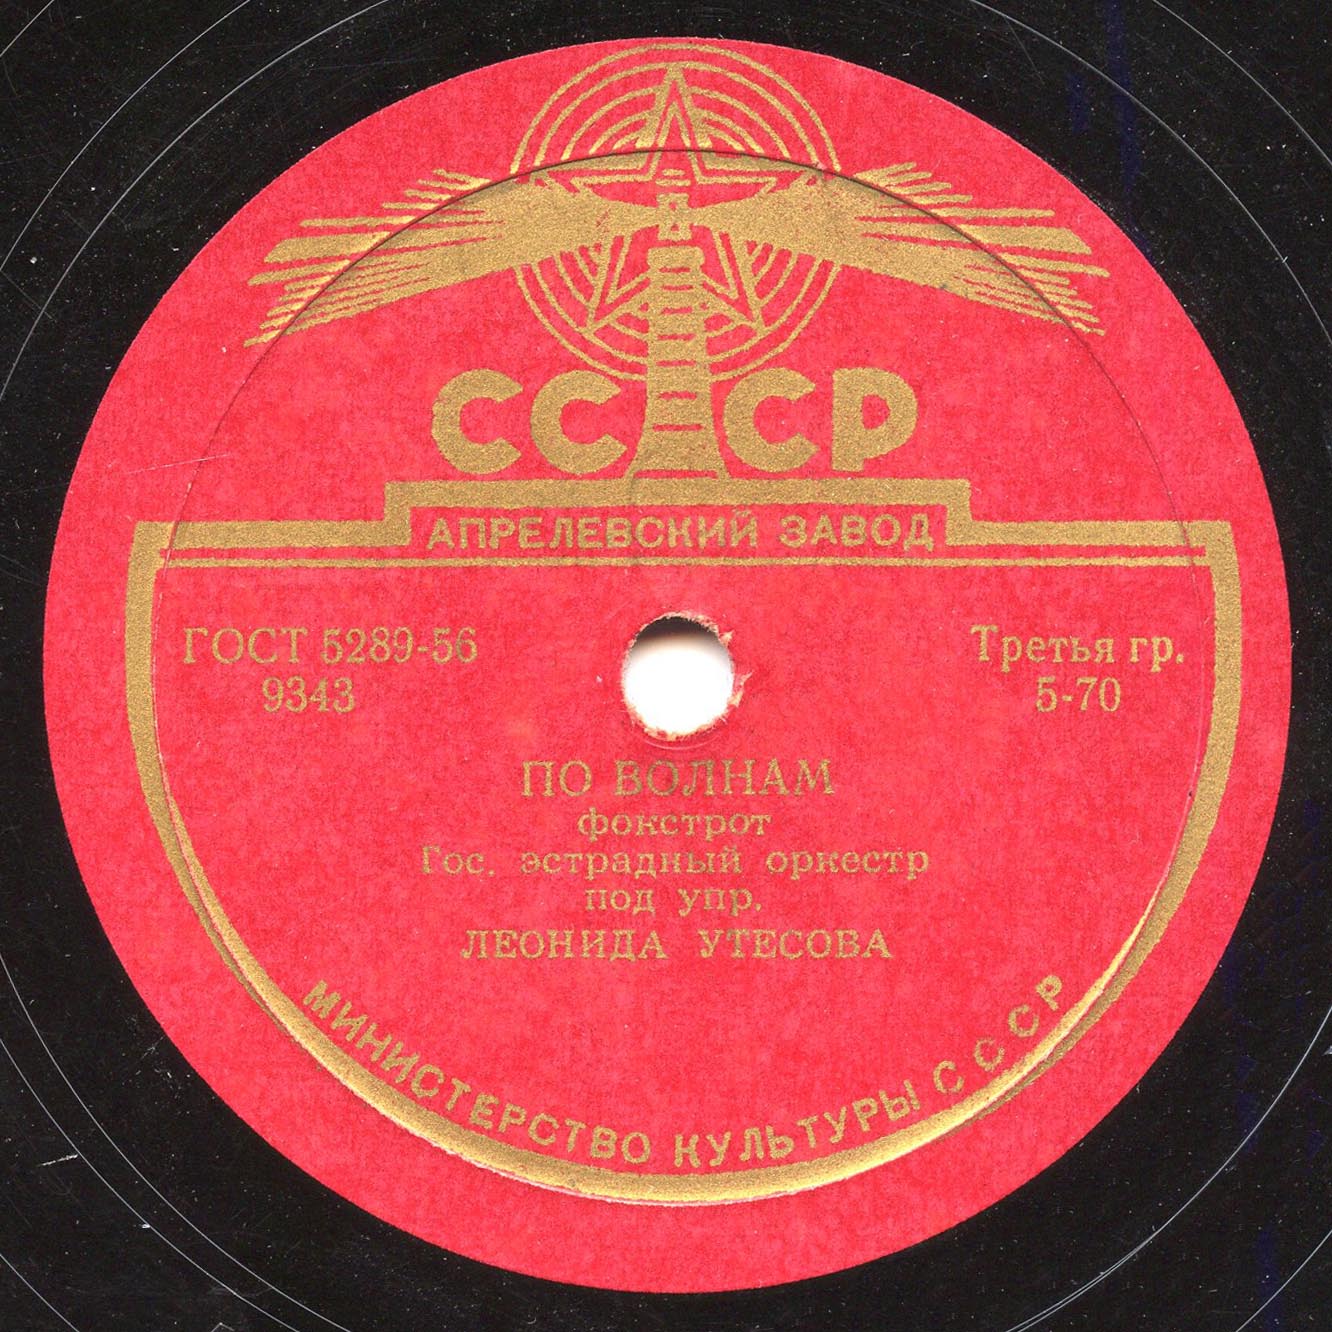 СССР
АПРЕЛЕВСКИЙ ЗАВОД
ГОСТ 5289-56
9343
Третья гр.
5-70
ПО ВОЛНАМ
фокстрот
Гос. эстрадный оркестр
под упр.
ЛЕОНИДА УТЕСОВА
МИНИСТЕРСТВО КУЛЬТУРЫ СССР